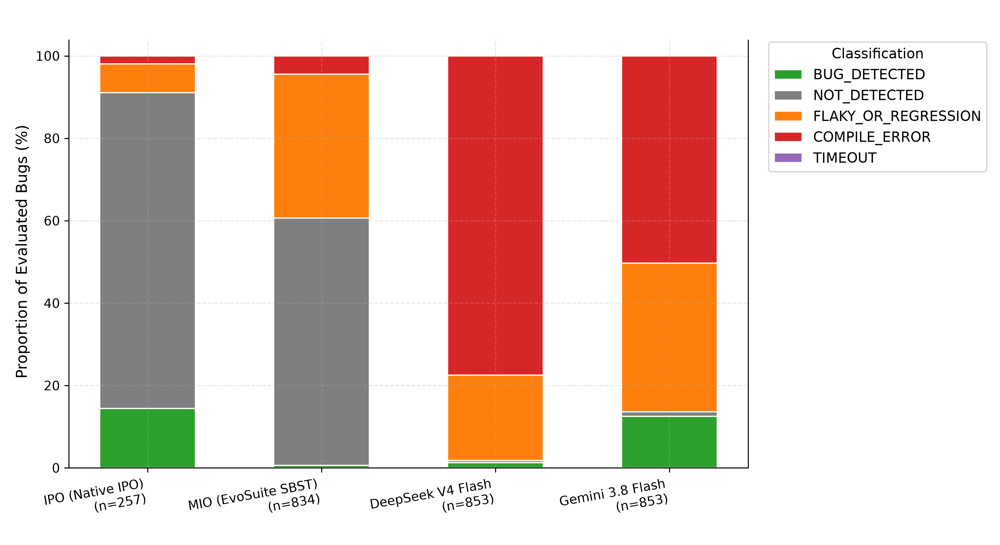 Proportion of Evaluated Bugs (%)
100
80
60
40
20
0
IPO (Native IPO)
(n=257)
MIO (EvoSuite SBST)
(n=834)
DeepSeek V4 Flash
(n=853)
Gemini 3.8 Flash
(n=853)
Classification
BUG_DETECTED
NOT_DETECTED
FLAKY_OR_REGRESSION
COMPILE_ERROR
TIMEOUT